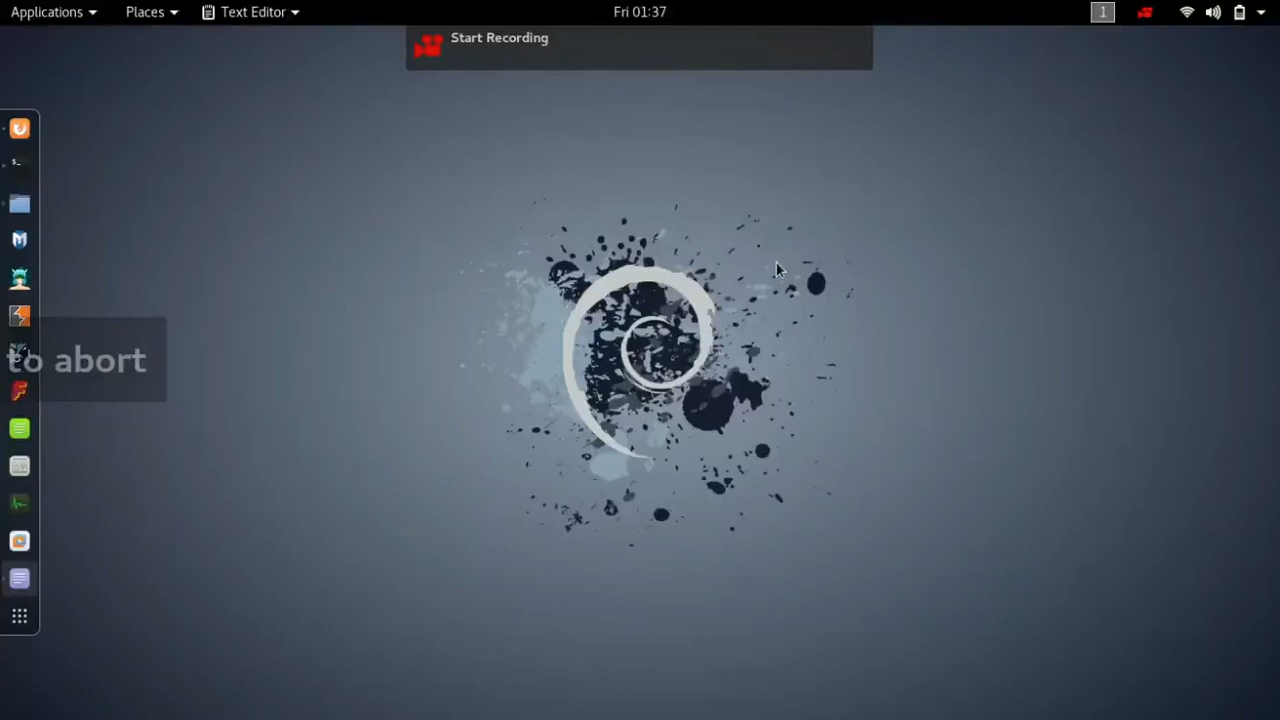 Applications Places Text Editor Fri 01:37 1
Start Recording
to abort